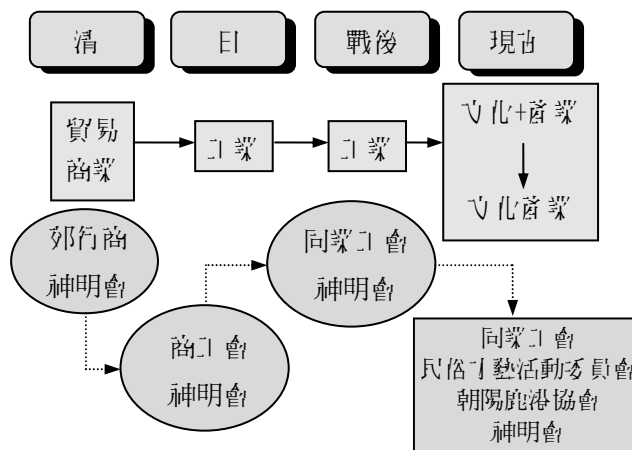 清
日
戰後
現在
貿易
商業
工業
工業
文化+商業
文化商業
郊行商
神明會
商工會
神明會
同業工會
神明會
同業工會
民俗才藝活動委員會
朝陽鹿港協會
神明會